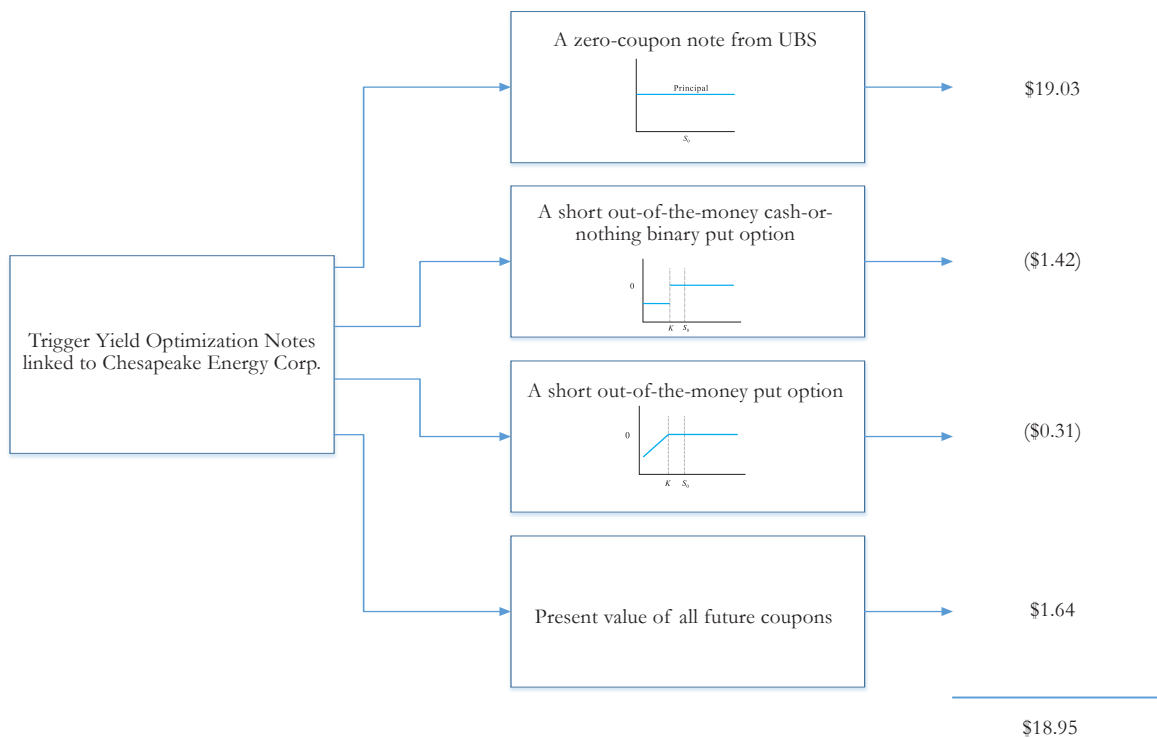 A zero-coupon note from UBS
Principal
S₀
$19.03
A short out-of-the-money cash-or-
nothing binary put option
0
K
S₀
($1.42)
Trigger Yield Optimization Notes
linked to Chesapeake Energy Corp.
A short out-of-the-money put option
0
K
S₀
($0.31)
Present value of all future coupons
$1.64
$18.95